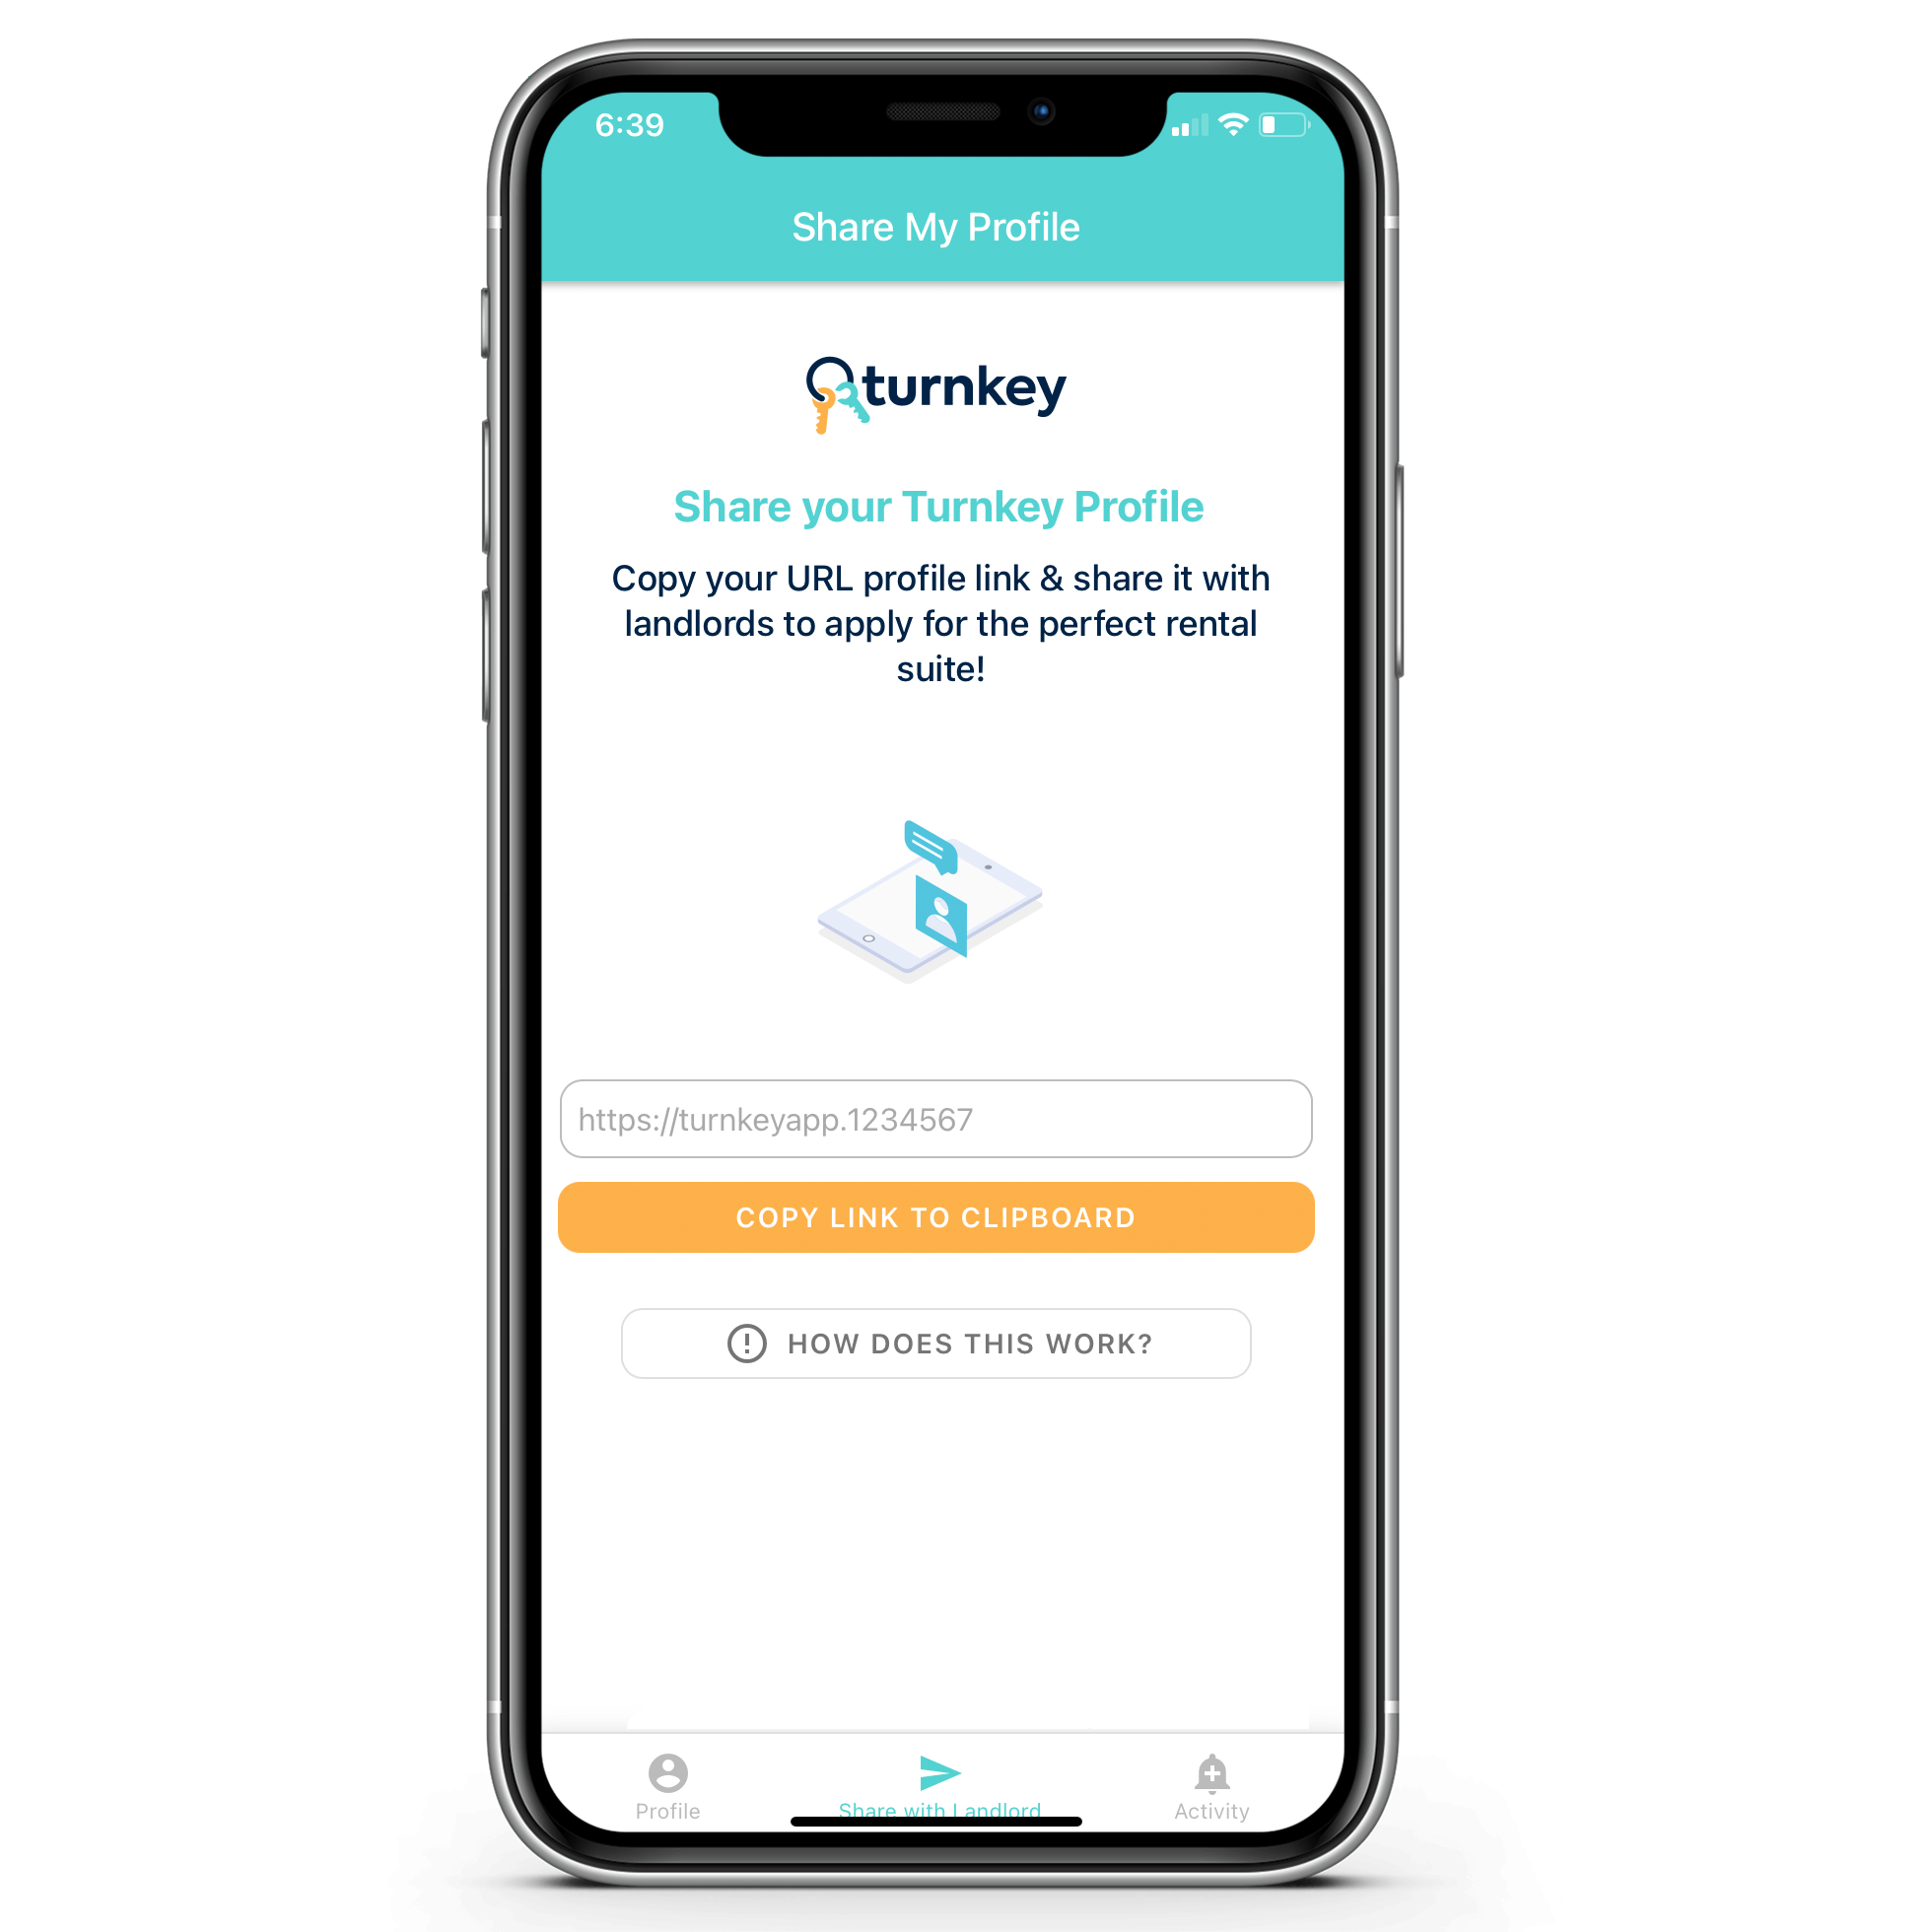 6:39
Share My Profile
turnkey
Share your Turnkey Profile
Copy your URL profile link & share it with
landlords to apply for the perfect rental
suite!
https://turnkeyapp.1234567
COPY LINK TO CLIPBOARD
HOW DOES THIS WORK?
Profile
Share with Landlord
Activity